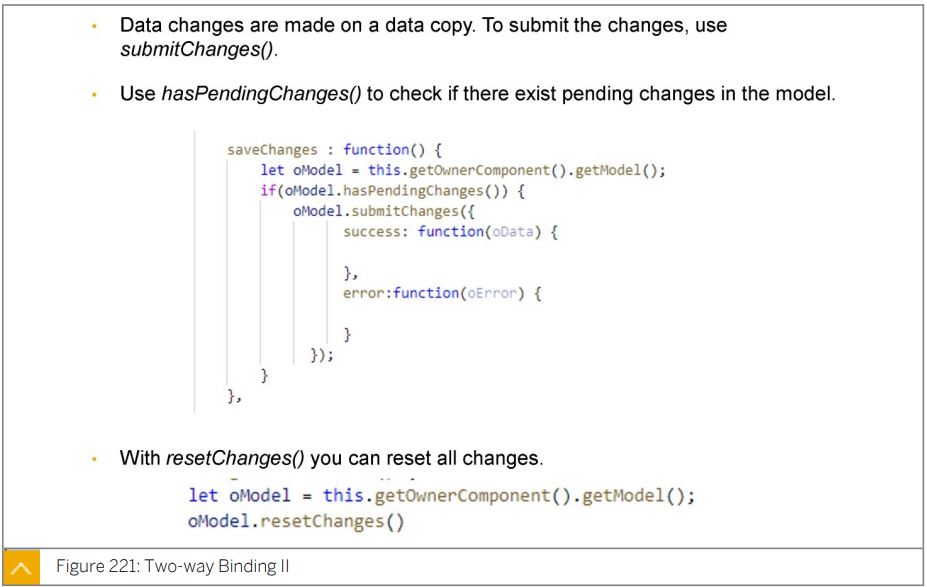 • Data changes are made on a data copy. To submit the changes, use
submitChanges().
• Use hasPendingChanges() to check if there exist pending changes in the model.
saveChanges : function() {
let oModel = this.getOwnerComponent().getModel();
if(oModel.hasPendingChanges()) {
oModel.submitChanges({
success: function(oData) {
},
error:function(oError) {
}
});
}
},
• With resetChanges() you can reset all changes.
let oModel = this.getOwnerComponent().getModel();
oModel.resetChanges()
Figure 221: Two-way Binding II